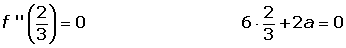 f "(2/3) = 0    6 · 2/3 + 2a = 0